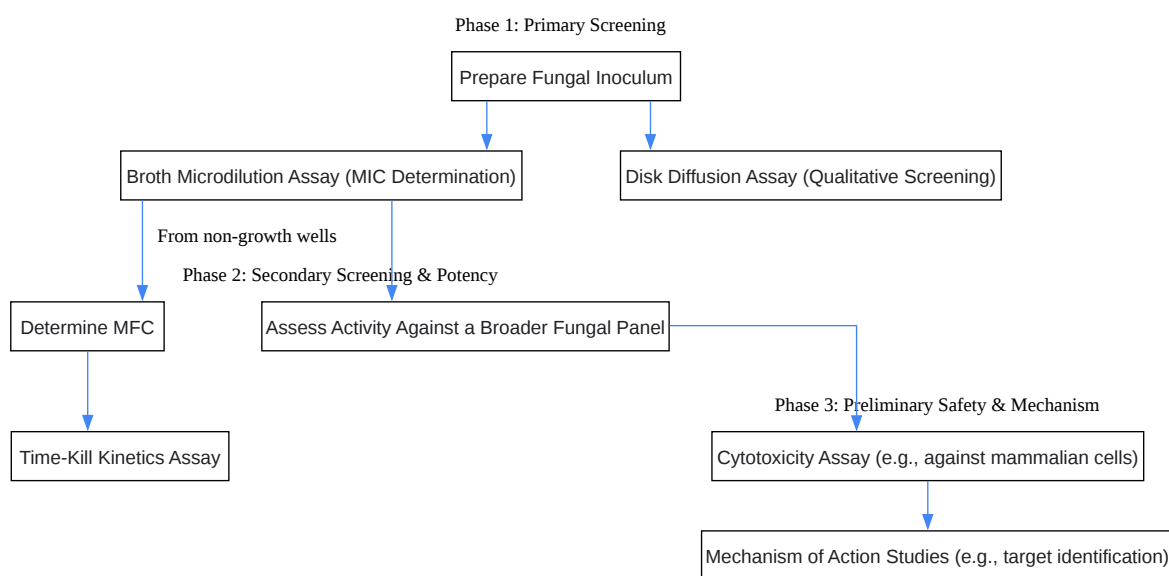 Phase 1: Primary Screening
Prepare Fungal Inoculum
Broth Microdilution Assay (MIC Determination)
Disk Diffusion Assay (Qualitative Screening)
From non-growth wells
Phase 2: Secondary Screening & Potency
Determine MFC
Assess Activity Against a Broader Fungal Panel
Phase 3: Preliminary Safety & Mechanism
Time-Kill Kinetics Assay
Cytotoxicity Assay (e.g., against mammalian cells)
Mechanism of Action Studies (e.g., target identification)